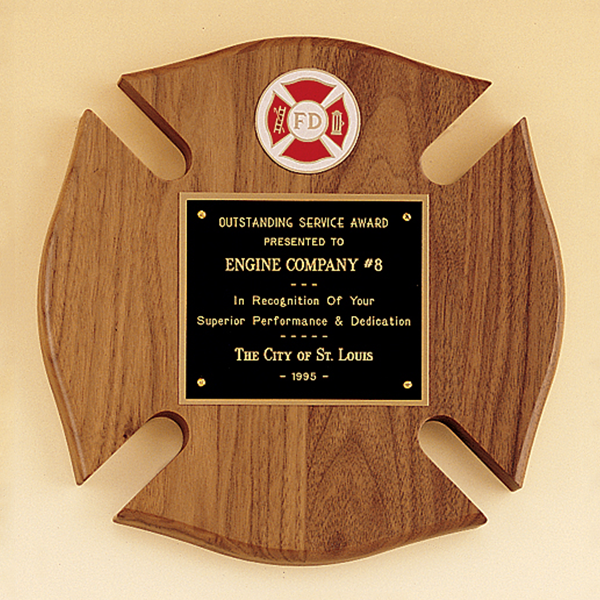 FD
OUTSTANDING SERVICE AWARD
PRESENTED TO
ENGINE COMPANY #8
- - -
In Recognition Of Your
Superior Performance & Dedication
- - - - -
THE CITY OF ST. LOUIS
- 1995 -